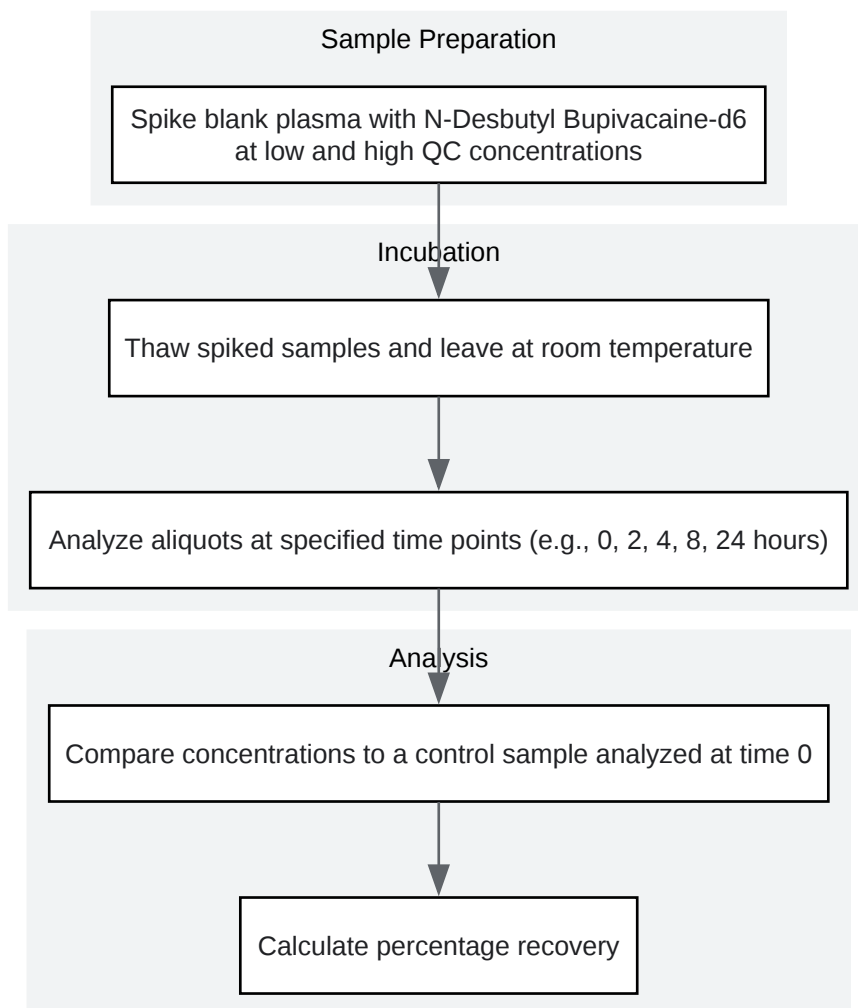 Sample Preparation
Spike blank plasma with N-Desbutyl Bupivacaine-d6
at low and high QC concentrations
Incubation
Thaw spiked samples and leave at room temperature
Analyze aliquots at specified time points (e.g., 0, 2, 4, 8, 24 hours)
Analysis
Compare concentrations to a control sample analyzed at time 0
Calculate percentage recovery